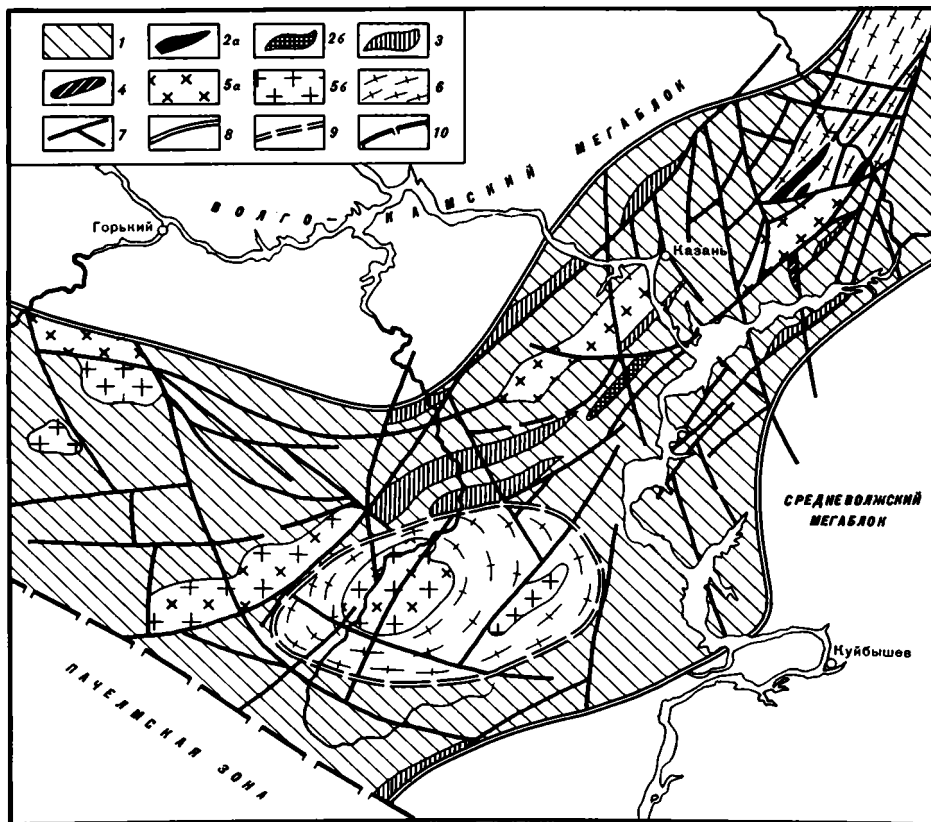 1 2а 2б 3
4 5а 5б 6
7 8 9 10
ВОЛГО-КАМСКИЙ МЕГАБЛОК
Горький
Казань
СРЕДНЕВОЛЖСКИЙ
МЕГАБЛОК
Куйбышев
ПАЧЕЛМСКАЯ ЗОНА